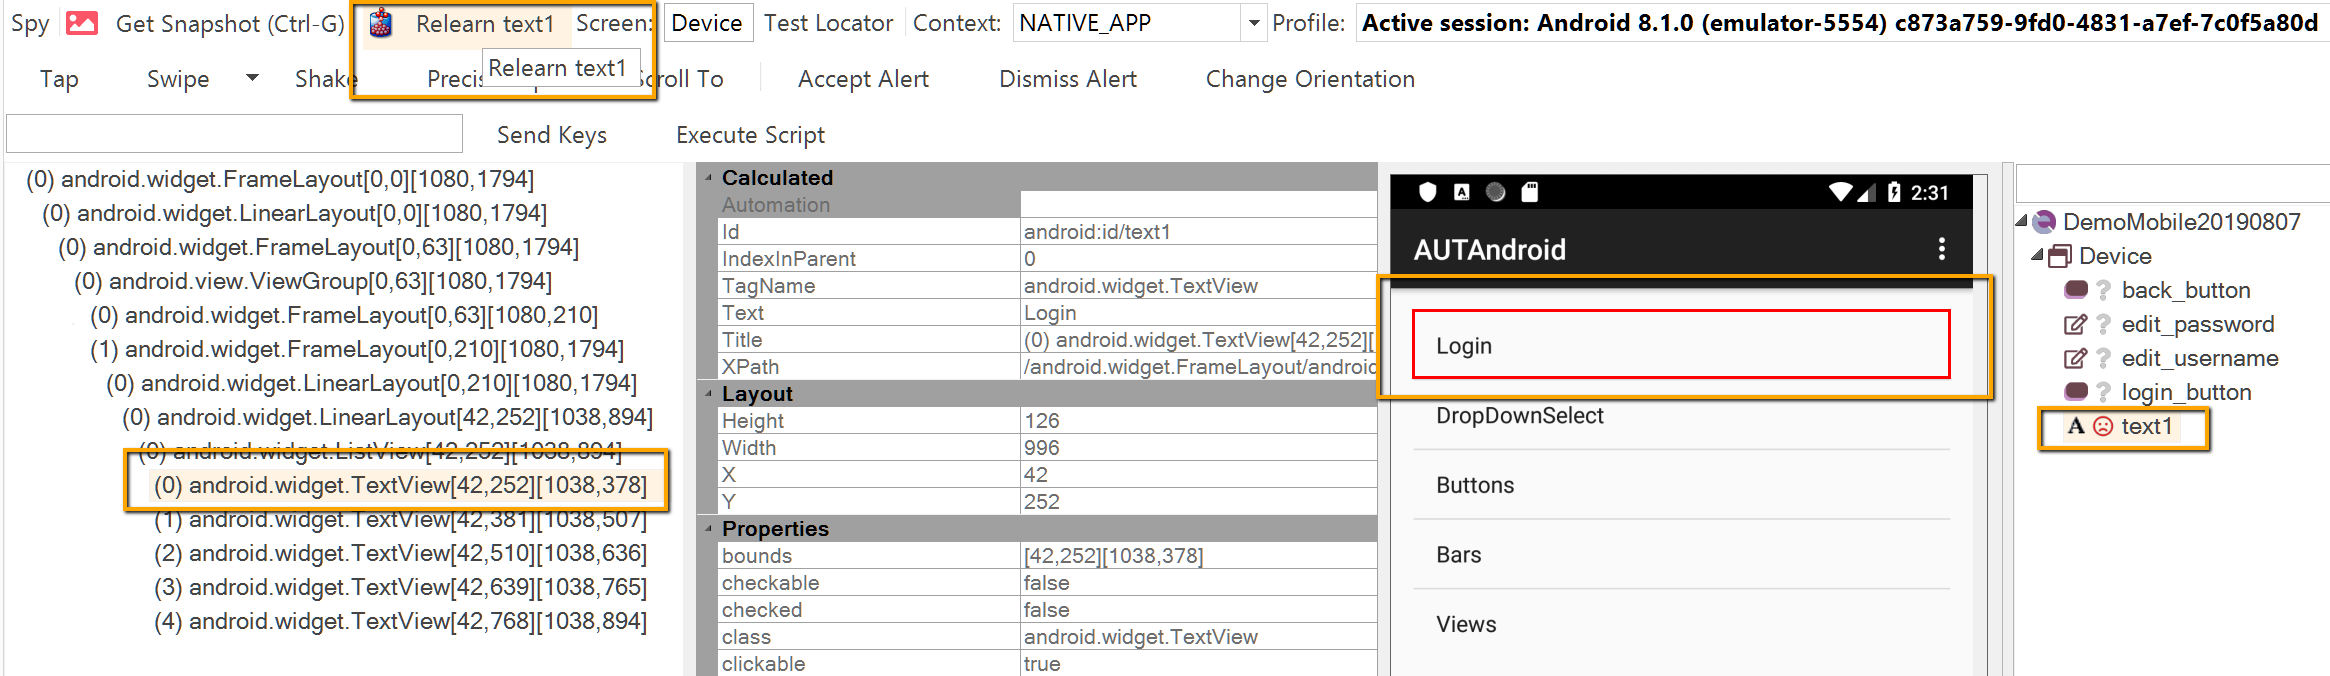 Spy Get Snapshot (Ctrl-G) Relearn text1 Screen: Device Test Locator Context: NATIVE_APP Profile: Active session: Android 8.1.0 (emulator-5554) c873a759-9fd0-4831-a7ef-7c0f5a80d
Relearn text1
Tap Swipe Shake Scroll To Accept Alert Dismiss Alert Change Orientation
Send Keys Execute Script
(0) android.widget.FrameLayout[0,0][1080,1794]
(0) android.widget.LinearLayout[0,0][1080,1794]
(0) android.widget.FrameLayout[0,63][1080,1794]
(0) android.view.ViewGroup[0,63][1080,1794]
(0) android.widget.FrameLayout[0,63][1080,210]
(1) android.widget.FrameLayout[0,210][1080,1794]
(0) android.widget.LinearLayout[0,210][1080,1794]
(0) android.widget.LinearLayout[42,252][1038,894]
(0) android.widget.ListView[42,252][1038,894]
(0) android.widget.TextView[42,252][1038,378]
(1) android.widget.TextView[42,381][1038,507]
(2) android.widget.TextView[42,510][1038,636]
(3) android.widget.TextView[42,639][1038,765]
(4) android.widget.TextView[42,768][1038,894]
Calculated
Automation
Id android:id/text1
IndexInParent 0
TagName android.widget.TextView
Text Login
Title (0) android.widget.TextView[42,252][
XPath /android.widget.FrameLayout/android
Layout
Height 126
Width 996
X 42
Y 252
Properties
bounds [42,252][1038,378]
checkable false
checked false
class android.widget.TextView
clickable true
2:31
AUTAndroid
Login
DropDownSelect
Buttons
Bars
Views
DemoMobile20190807
Device
back_button
edit_password
edit_username
login_button
A text1